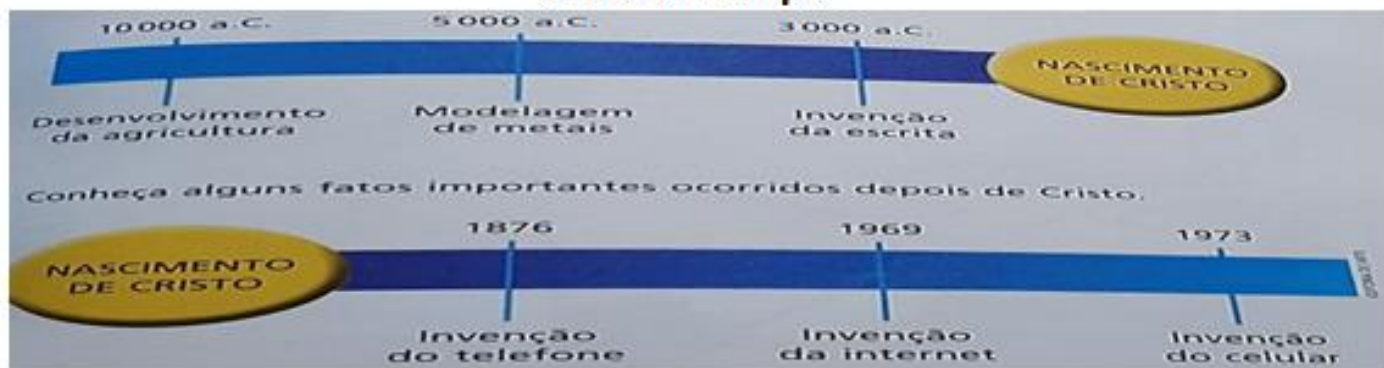 10 000 a.C.
5 000 a.C.
3 000 a.C.
NASCIMENTO
DE CRISTO
Desenvolvimento
da agricultura
Modelagem
de metais
Invenção
da escrita
Conheça alguns fatos importantes ocorridos depois de Cristo.
NASCIMENTO
DE CRISTO
1876
1969
1973
Invenção
do telefone
Invenção
da internet
Invenção
do celular